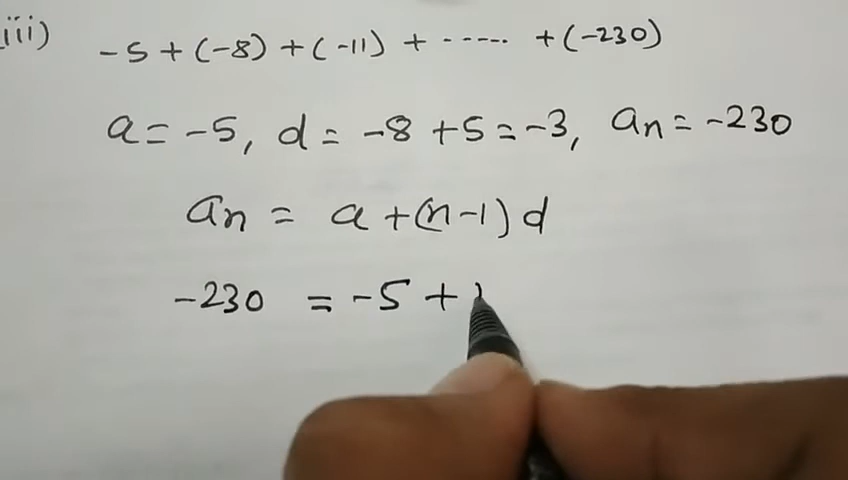 iii) -5 + (-8) + (-11) + ..... + (-230)
a = -5, d = -8 + 5 = -3, an = -230
an = a + (n-1) d
-230 = -5 +